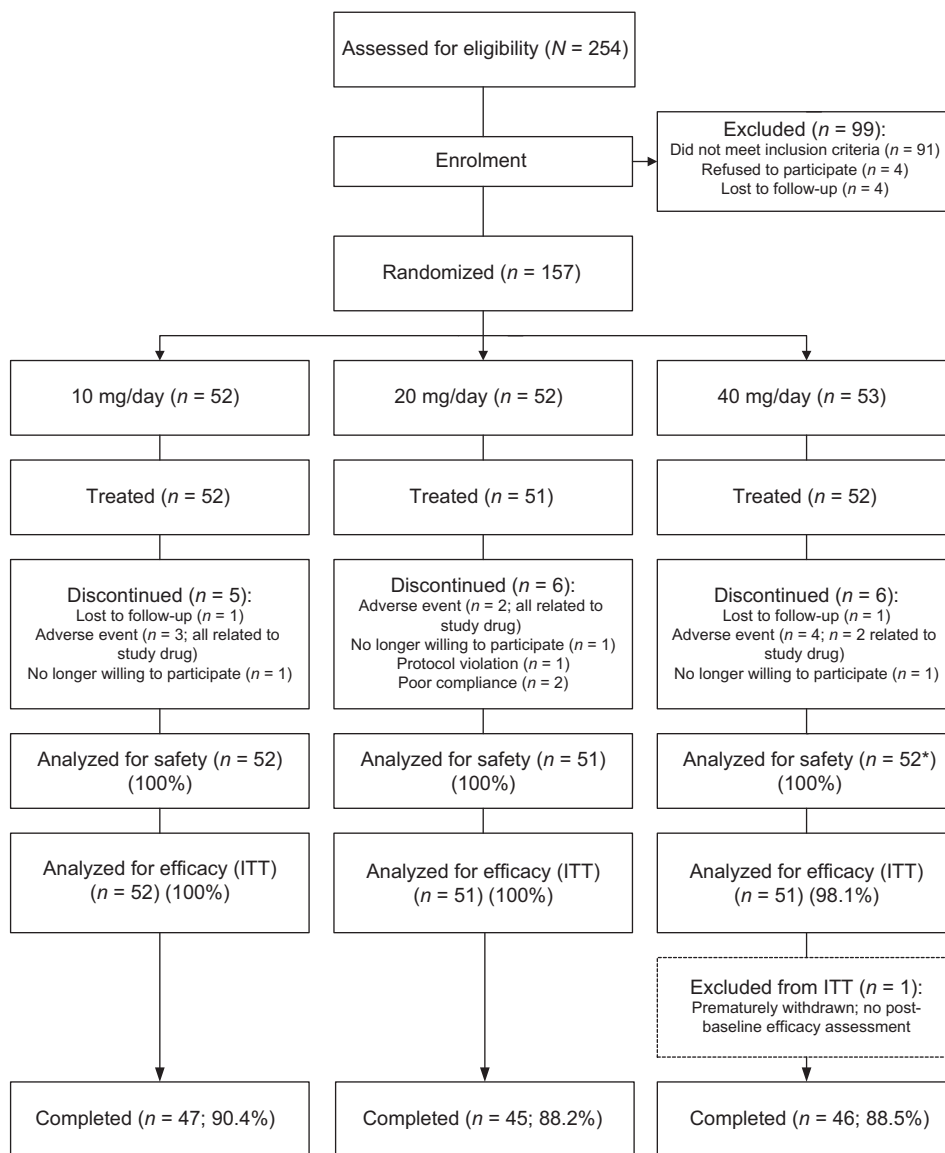 Assessed for eligibility (N = 254)
Enrolment
Excluded (n = 99):
Did not meet inclusion criteria (n = 91)
Refused to participate (n = 4)
Lost to follow-up (n = 4)
Randomized (n = 157)
10 mg/day (n = 52)
20 mg/day (n = 52)
40 mg/day (n = 53)
Treated (n = 52)
Treated (n = 51)
Treated (n = 52)
Discontinued (n = 5):
Lost to follow-up (n = 1)
Adverse event (n = 3; all related to
study drug)
No longer willing to participate (n = 1)
Discontinued (n = 6):
Adverse event (n = 2; all related to
study drug)
No longer willing to participate (n = 1)
Protocol violation (n = 1)
Poor compliance (n = 2)
Discontinued (n = 6):
Lost to follow-up (n = 1)
Adverse event (n = 4; n = 2 related to
study drug)
No longer willing to participate (n = 1)
Analyzed for safety (n = 52)
(100%)
Analyzed for safety (n = 51)
(100%)
Analyzed for safety (n = 52*)
(100%)
Analyzed for efficacy (ITT)
(n = 52) (100%)
Analyzed for efficacy (ITT)
(n = 51) (100%)
Analyzed for efficacy (ITT)
(n = 51) (98.1%)
Excluded from ITT (n = 1):
Prematurely withdrawn; no post-
baseline efficacy assessment
Completed (n = 47; 90.4%)
Completed (n = 45; 88.2%)
Completed (n = 46; 88.5%)